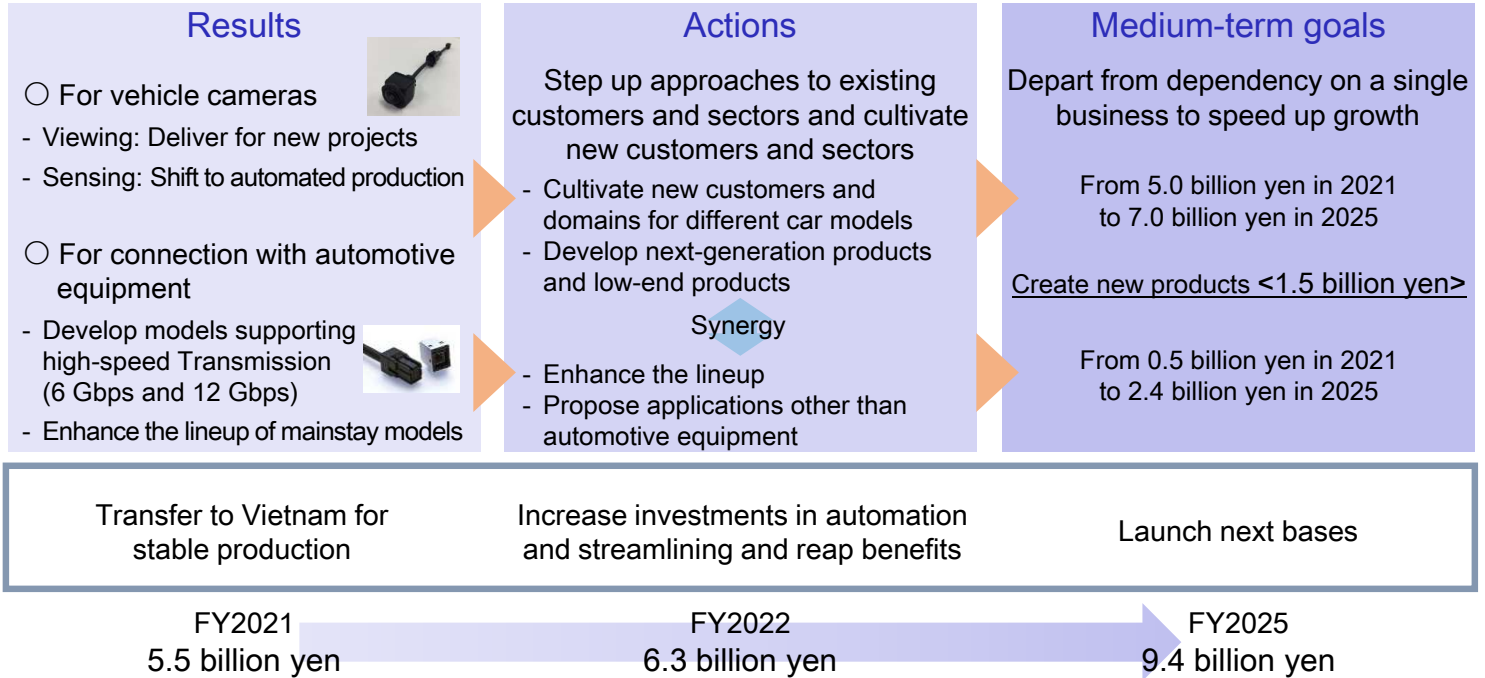 Results
○ For vehicle cameras
- Viewing: Deliver for new projects
- Sensing: Shift to automated production
○ For connection with automotive
equipment
- Develop models supporting
high-speed Transmission
(6 Gbps and 12 Gbps)
- Enhance the lineup of mainstay models
Actions
Step up approaches to existing
customers and sectors and cultivate
new customers and sectors
- Cultivate new customers and
domains for different car models
- Develop next-generation products
and low-end products
Synergy
- Enhance the lineup
- Propose applications other than
automotive equipment
Medium-term goals
Depart from dependency on a single
business to speed up growth
From 5.0 billion yen in 2021
to 7.0 billion yen in 2025
Create new products <1.5 billion yen>
From 0.5 billion yen in 2021
to 2.4 billion yen in 2025
Transfer to Vietnam for
stable production
Increase investments in automation
and streamlining and reap benefits
Launch next bases
FY2021
5.5 billion yen
FY2022
6.3 billion yen
FY2025
9.4 billion yen